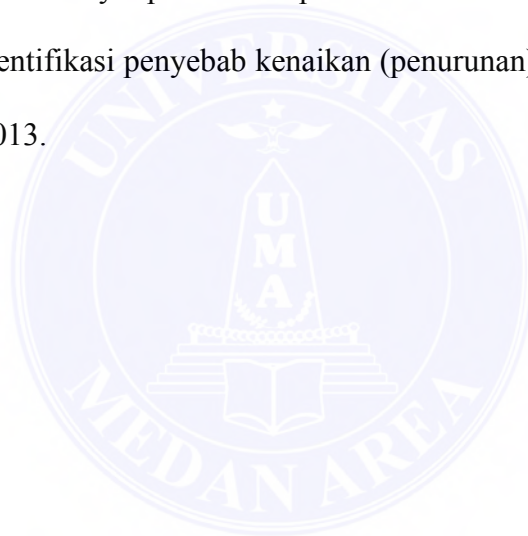 entifikasi penyebab kenaikan (penurunan)
013.
UNIVERSITAS
UMA
MEDAN AREA